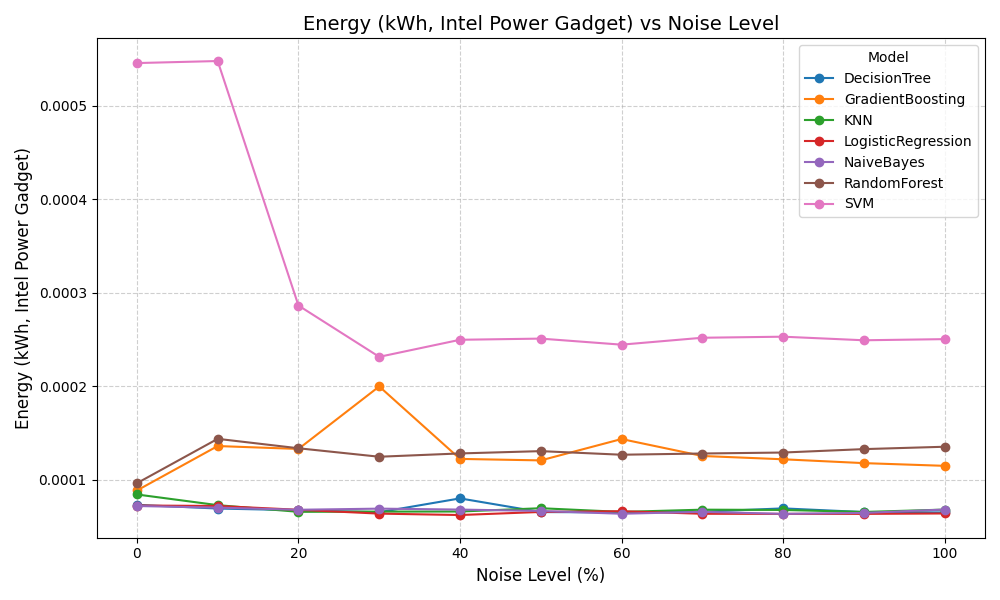 Energy (kWh, Intel Power Gadget) vs Noise Level
Energy (kWh, Intel Power Gadget)
0.0005
0.0004
0.0003
0.0002
0.0001
Model
DecisionTree
GradientBoosting
KNN
LogisticRegression
NaiveBayes
RandomForest
SVM
0 20 40 60 80 100
Noise Level (%)